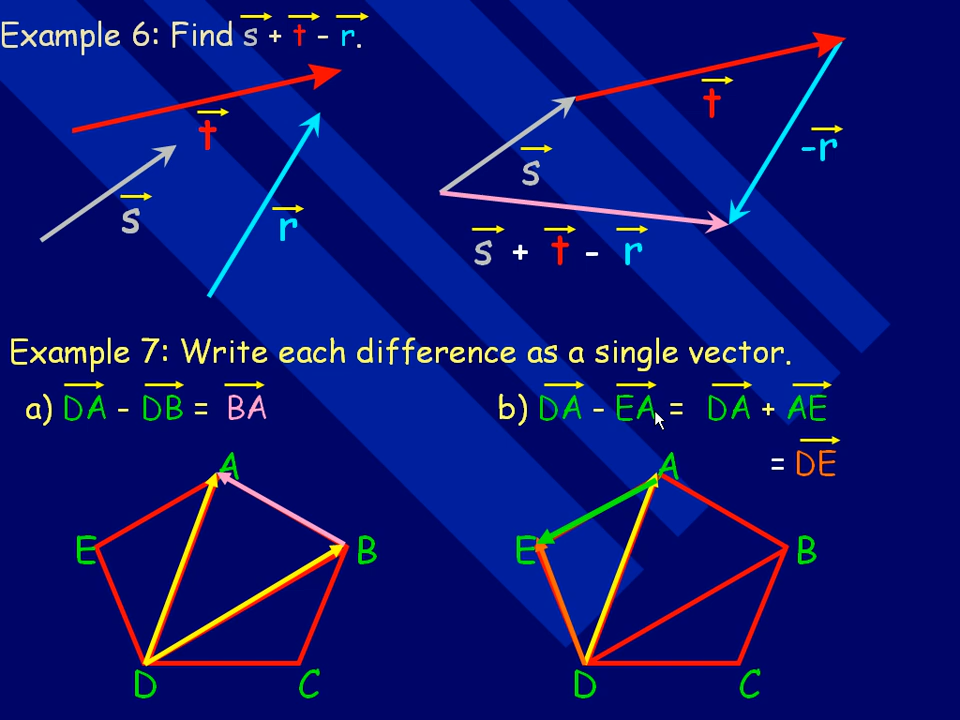 Example 6: Find s + t - r.
t
s
r
s
t
-r
s + t - r
Example 7: Write each difference as a single vector.
a) DA - DB = BA
b) DA - EA = DA + AE
= DE
A
E
B
D
C
A
E
B
D
C